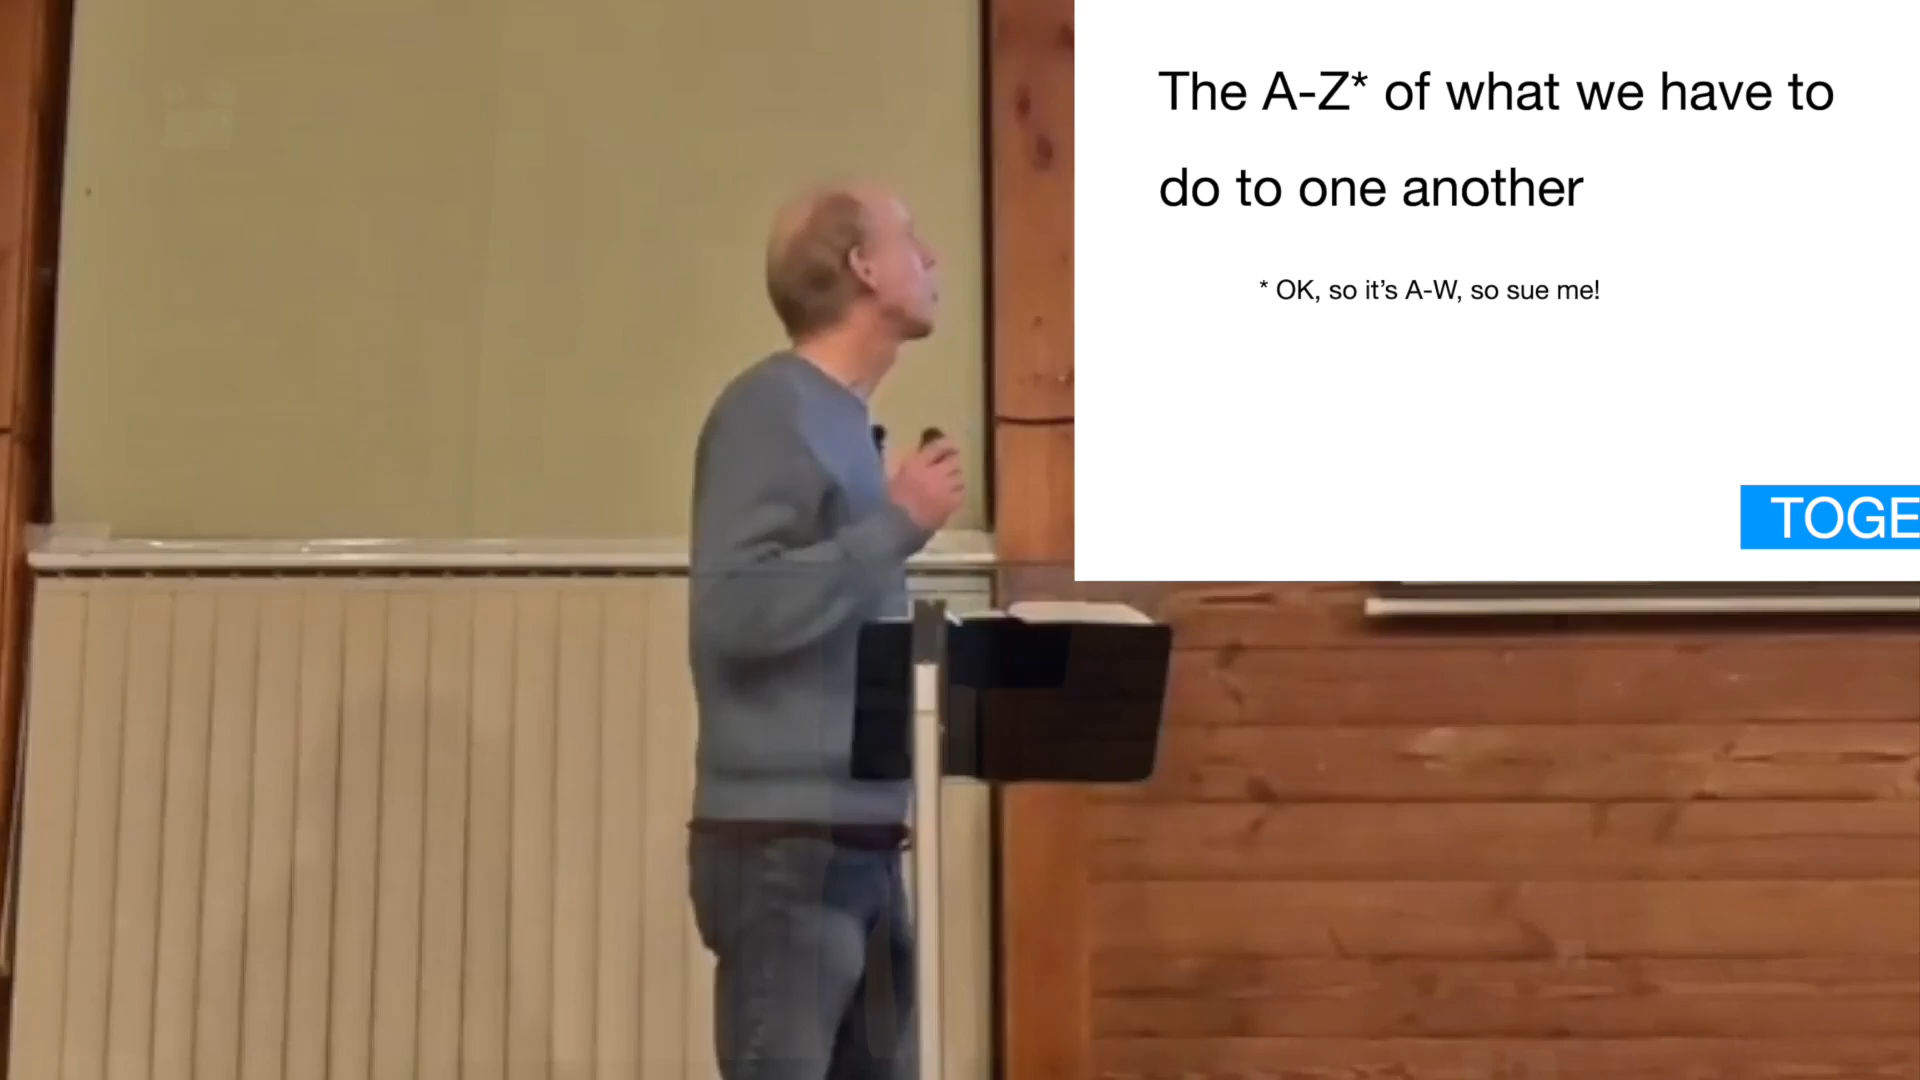 The A-Z* of what we have to
do to one another
* OK, so it's A-W, so sue me!
TOGE